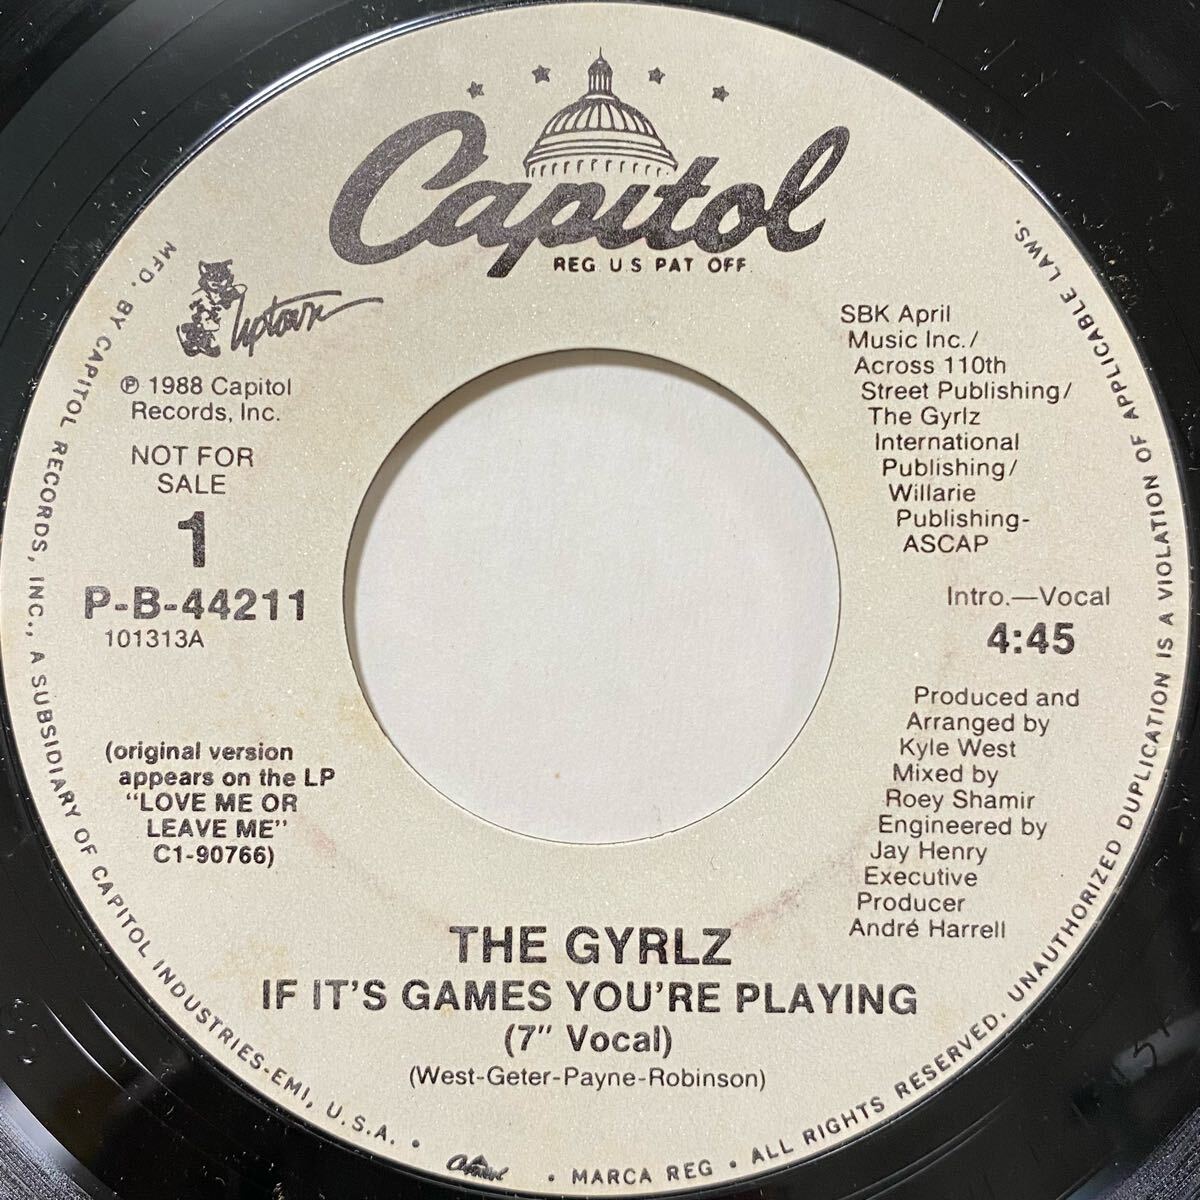 Capitol
REG. U.S. PAT. OFF.
Uptown
℗ 1988 Capitol
Records, Inc.
NOT FOR
SALE
1
P-B-44211
101313A
(original version
appears on the LP
"LOVE ME OR
LEAVE ME"
C1-90766)
SBK April
Music Inc./
Across 110th
Street Publishing/
The Gyrlz
International
Publishing/
Willarie
Publishing-
ASCAP
Intro.—Vocal
4:45
Produced and
Arranged by
Kyle West
Mixed by
Roey Shamir
Engineered by
Jay Henry
Executive
Producer
André Harrell
THE GYRLZ
IF IT'S GAMES YOU'RE PLAYING
(7" Vocal)
(West-Geter-Payne-Robinson)
MFD. BY CAPITOL RECORDS, INC., A SUBSIDIARY OF CAPITOL INDUSTRIES-EMI, U.S.A. • Capitol • MARCA REG • ALL RIGHTS RESERVED. UNAUTHORIZED DUPLICATION IS A VIOLATION OF APPLICABLE LAWS.